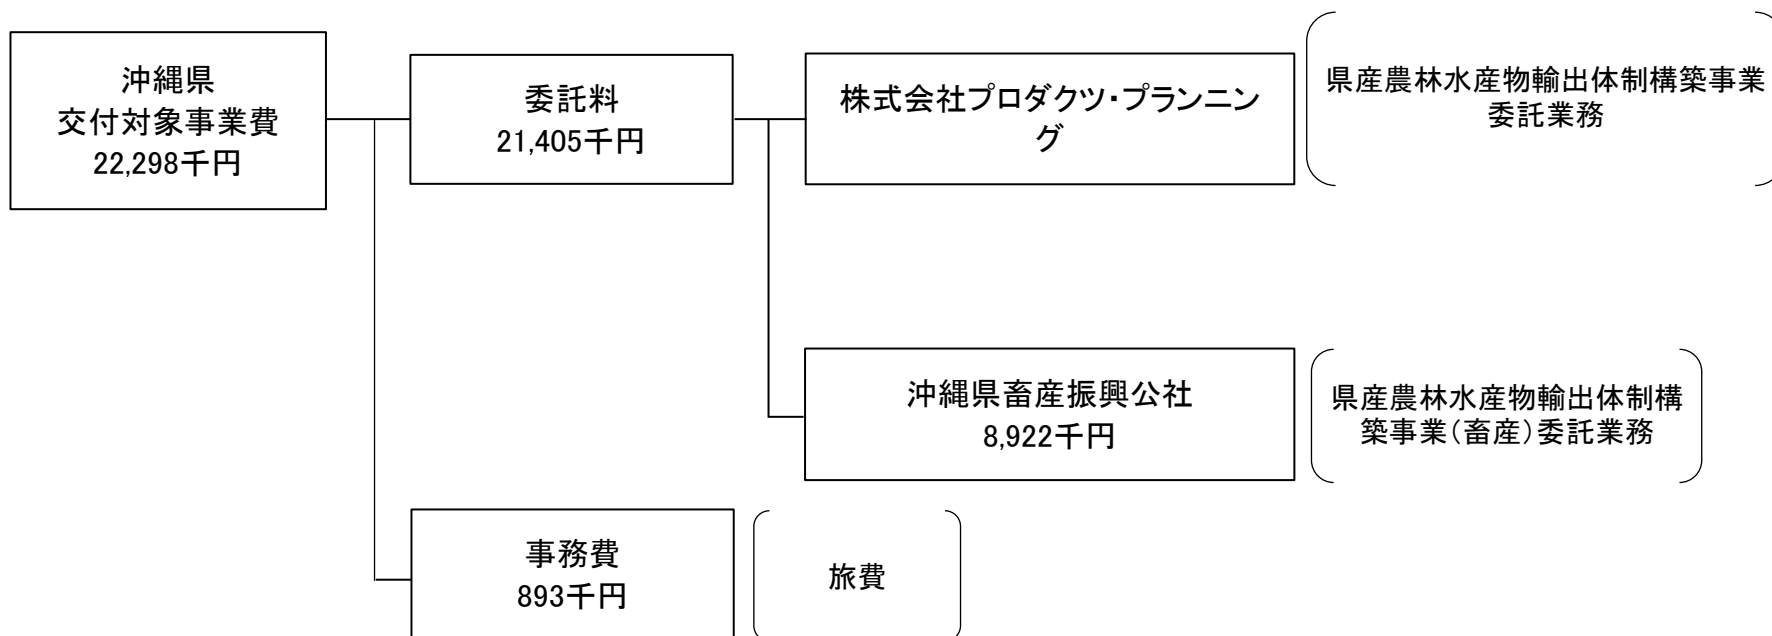 沖縄県
交付対象事業費
22,298千円
委託料
21,405千円
株式会社プロダクツ・プランニン
グ
県産農林水産物輸出体制構築事業
委託業務
沖縄県畜産振興公社
8,922千円
県産農林水産物輸出体制構
築事業(畜産)委託業務
事務費
893千円
旅費